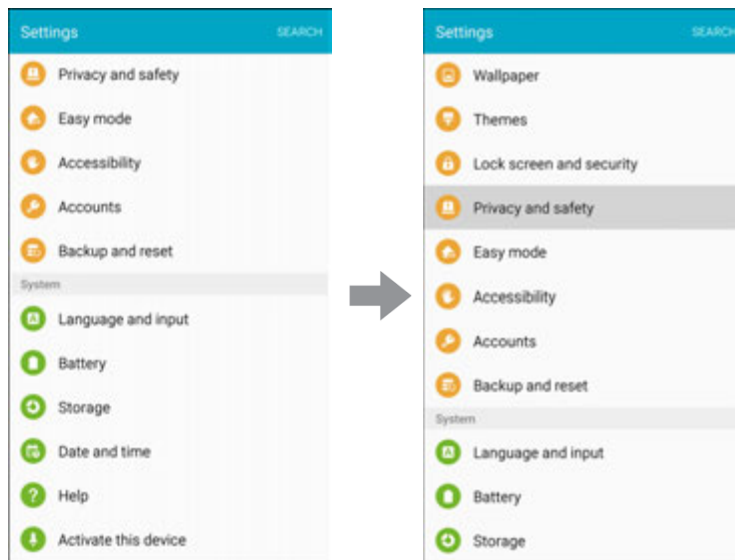 Settings SEARCH
Privacy and safety
Easy mode
Accessibility
Accounts
Backup and reset
System
Language and input
Battery
Storage
Date and time
Help
Activate this device
Settings SEARCH
Wallpaper
Themes
Lock screen and security
Privacy and safety
Easy mode
Accessibility
Accounts
Backup and reset
System
Language and input
Battery
Storage